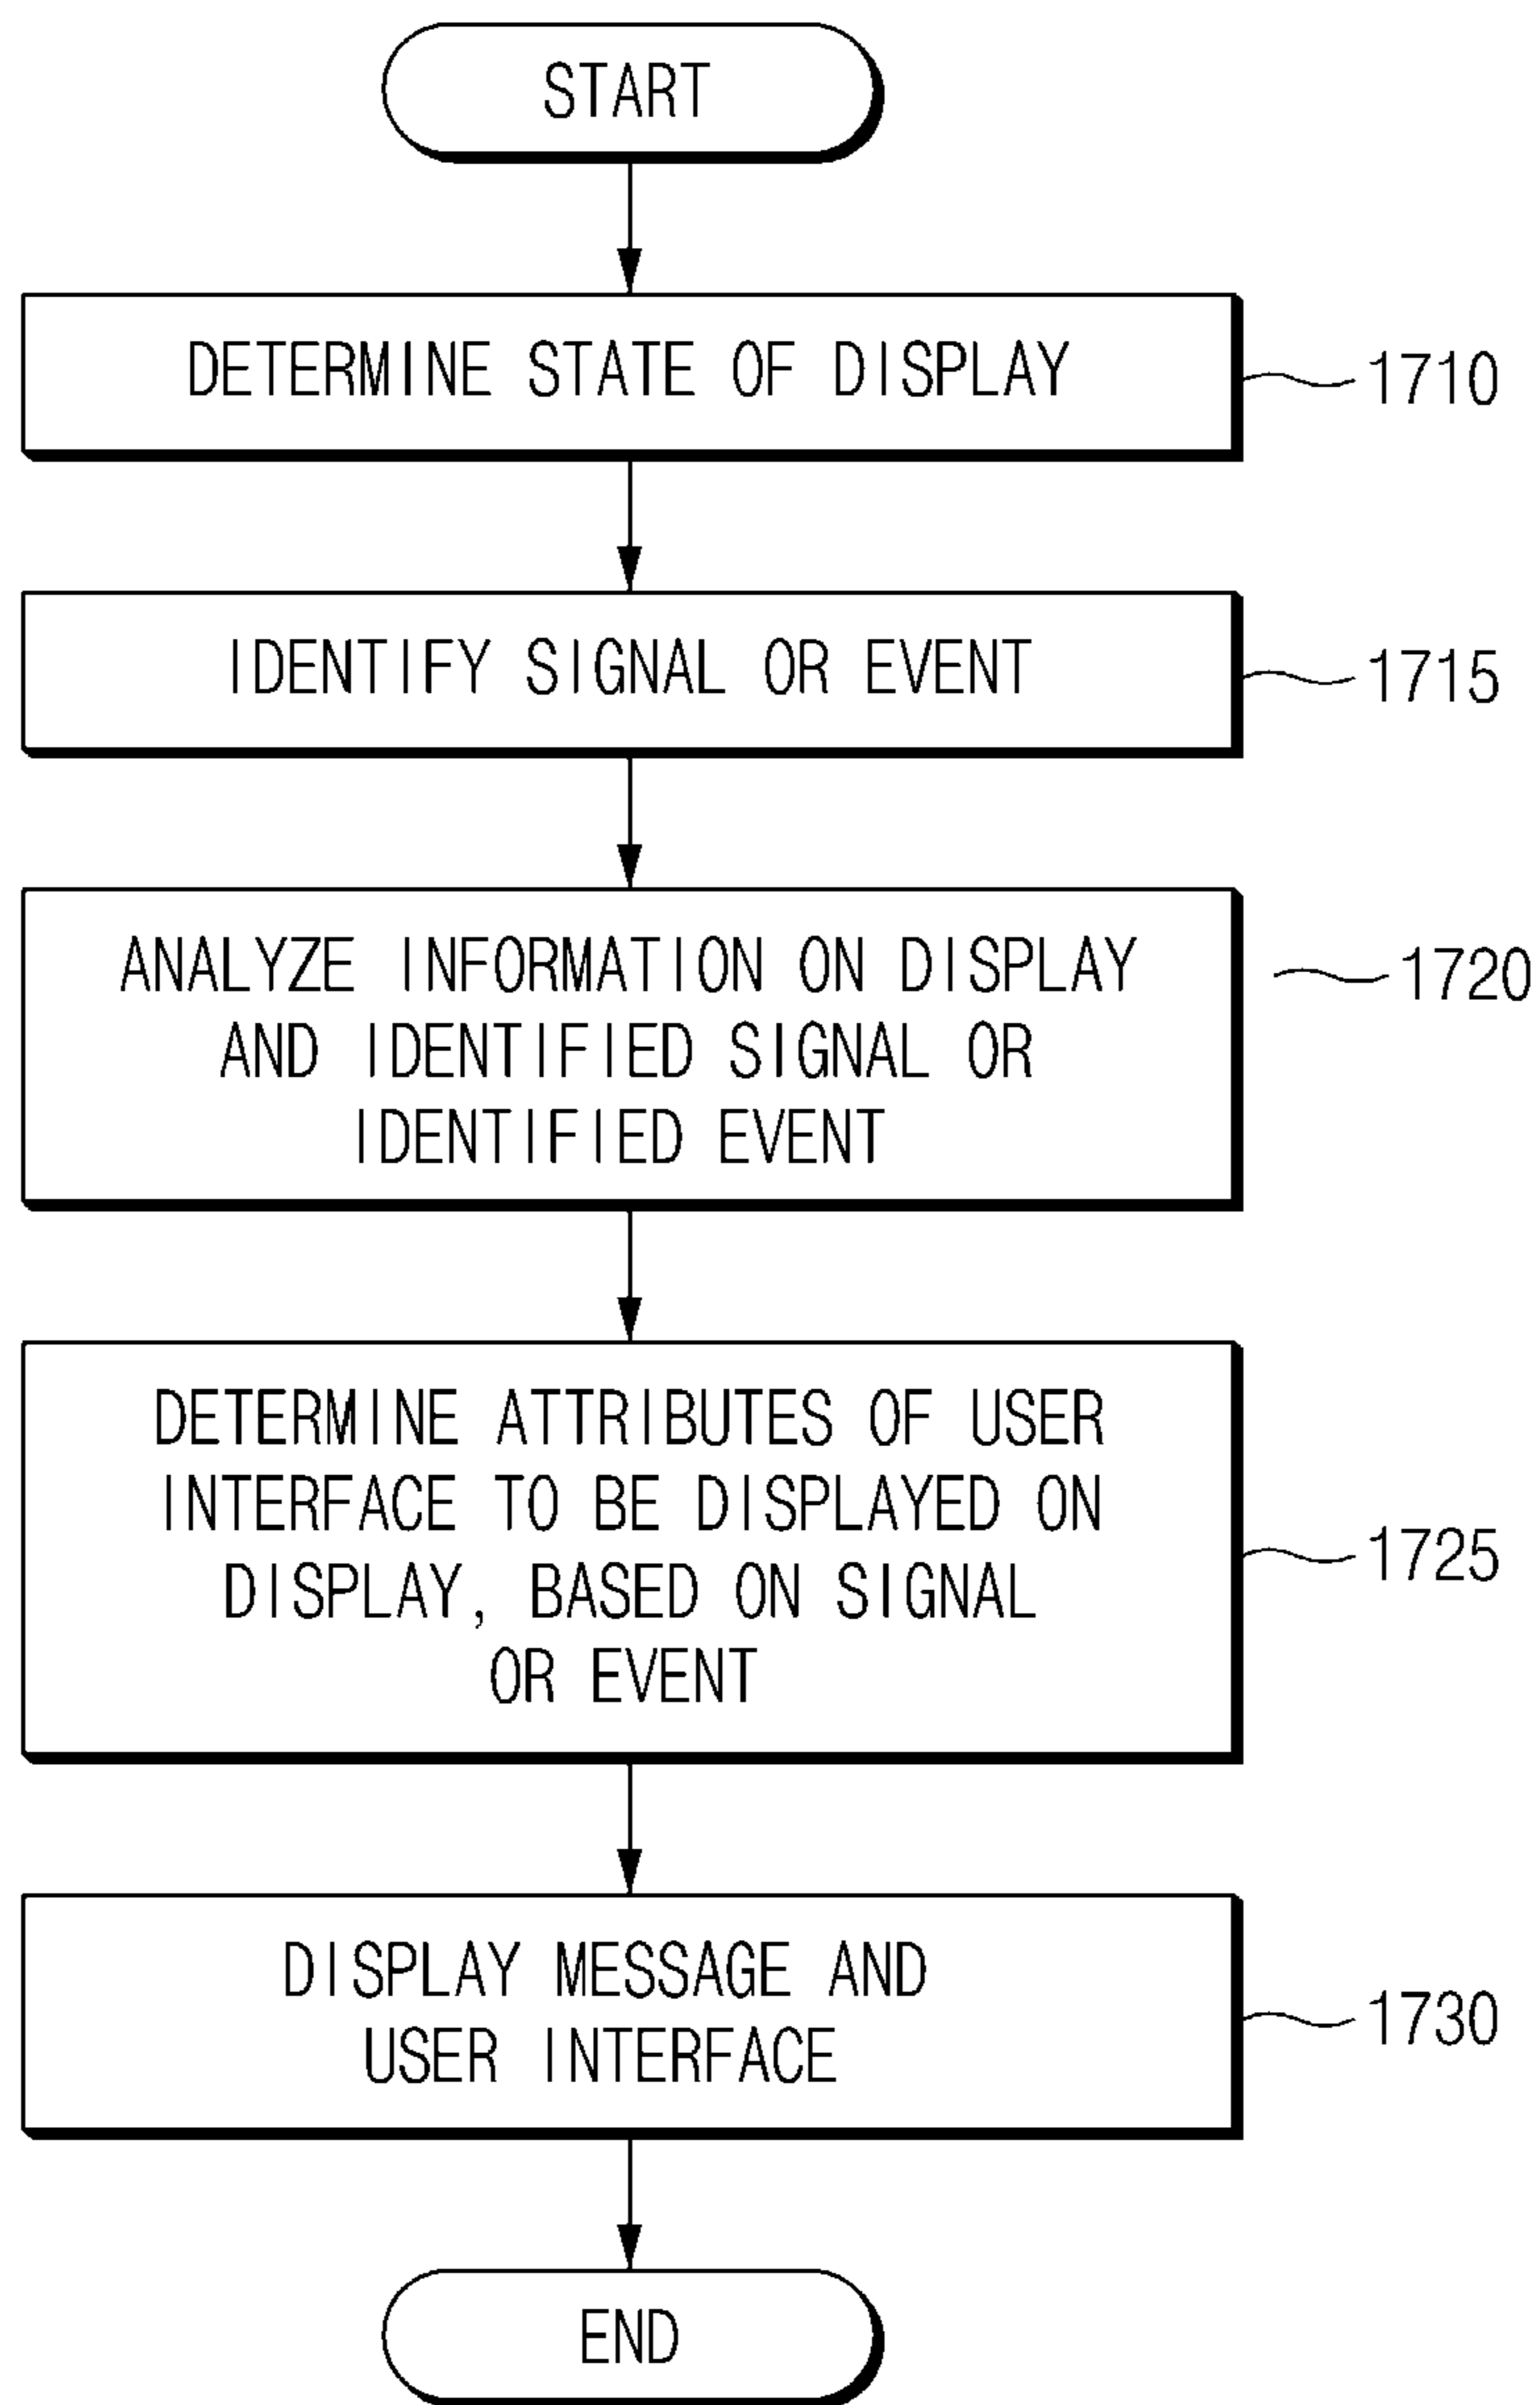 START
DETERMINE STATE OF DISPLAY
1710
IDENTIFY SIGNAL OR EVENT
1715
ANALYZE INFORMATION ON DISPLAY
AND IDENTIFIED SIGNAL OR
IDENTIFIED EVENT
1720
DETERMINE ATTRIBUTES OF USER
INTERFACE TO BE DISPLAYED ON
DISPLAY, BASED ON SIGNAL
OR EVENT
1725
DISPLAY MESSAGE AND
USER INTERFACE
1730
END